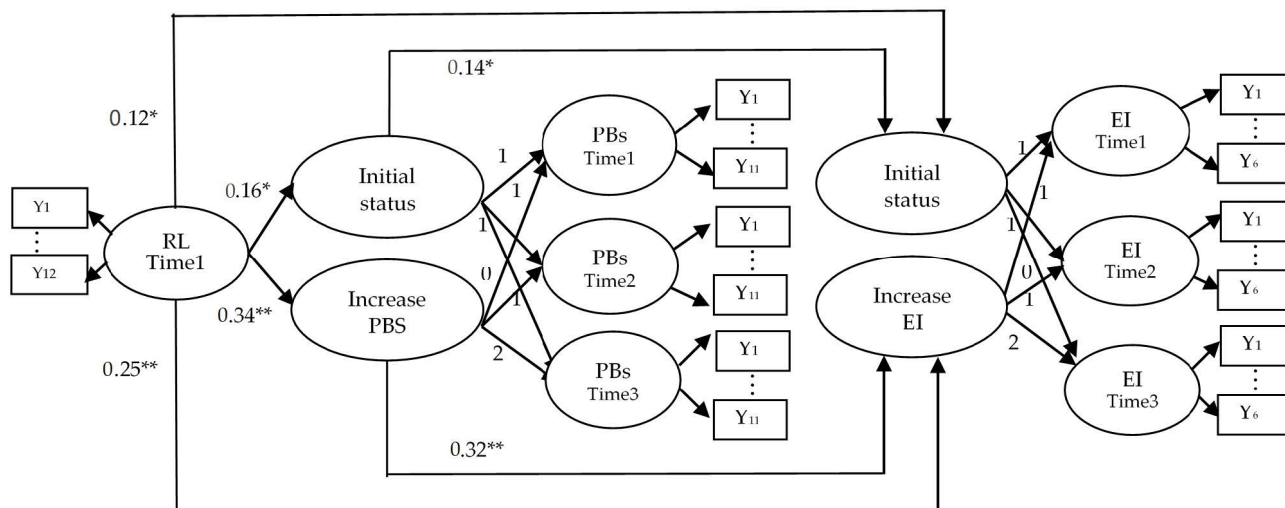 0.12*
0.14*
0.16*
0.34**
0.25**
0.32**
Y1
Y12
RL
Time1
Initial
status
Increase
PBS
1
1
1
0
1
2
PBs
Time1
PBs
Time2
PBs
Time3
Y1
Y11
Y1
Y11
Y1
Y11
Initial
status
Increase
EI
1
1
1
0
1
2
EI
Time1
EI
Time2
EI
Time3
Y1
Y6
Y1
Y6
Y1
Y6